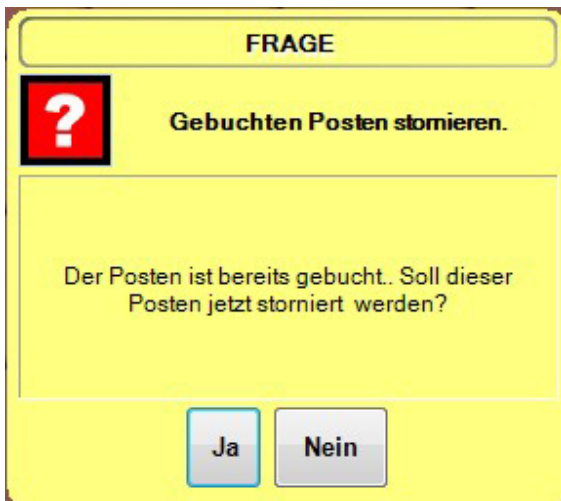 FRAGE
?
Gebuchten Posten stornieren.
Der Posten ist bereits gebucht.. Soll dieser
Posten jetzt storniert werden?
Ja
Nein